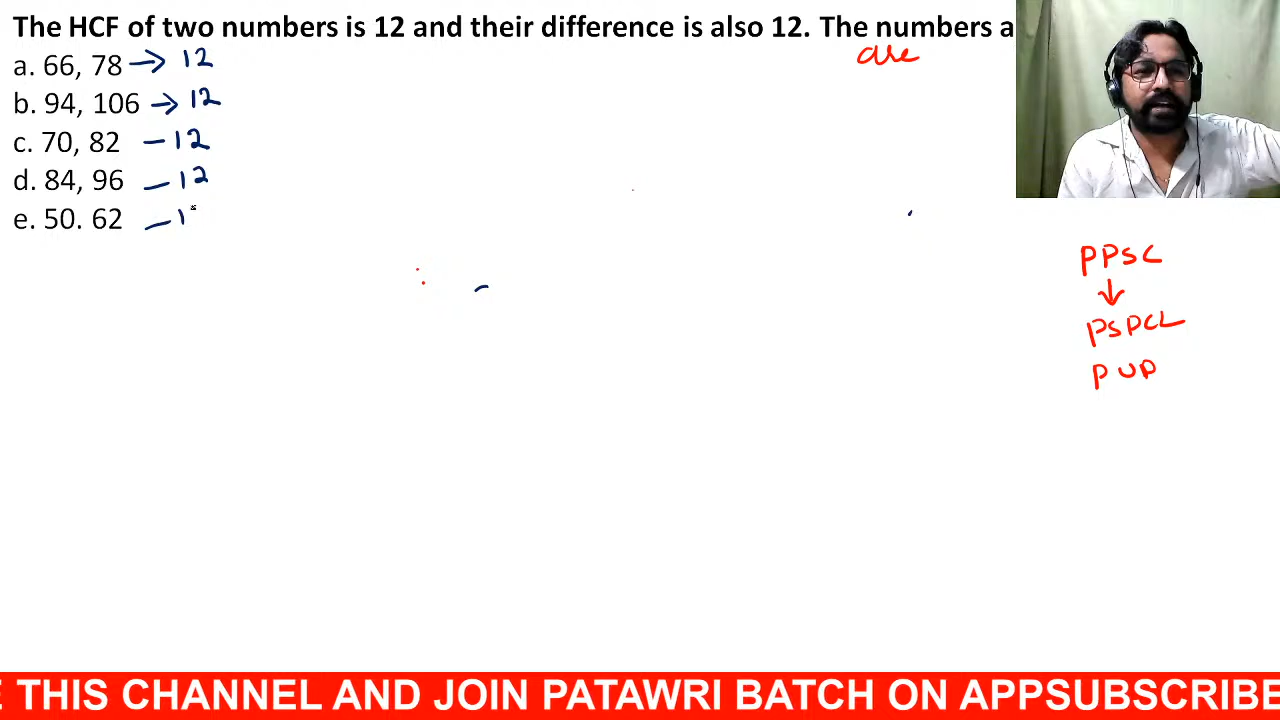 The HCF of two numbers is 12 and their difference is also 12. The numbers a
are
a. 66, 78 → 12
b. 94, 106 → 12
c. 70, 82 - 12
d. 84, 96 - 12
e. 50. 62 - 1
PPSC
↓
PSPCL
PUP
E THIS CHANNEL AND JOIN PATAWRI BATCH ON APPSUBSCRIBE